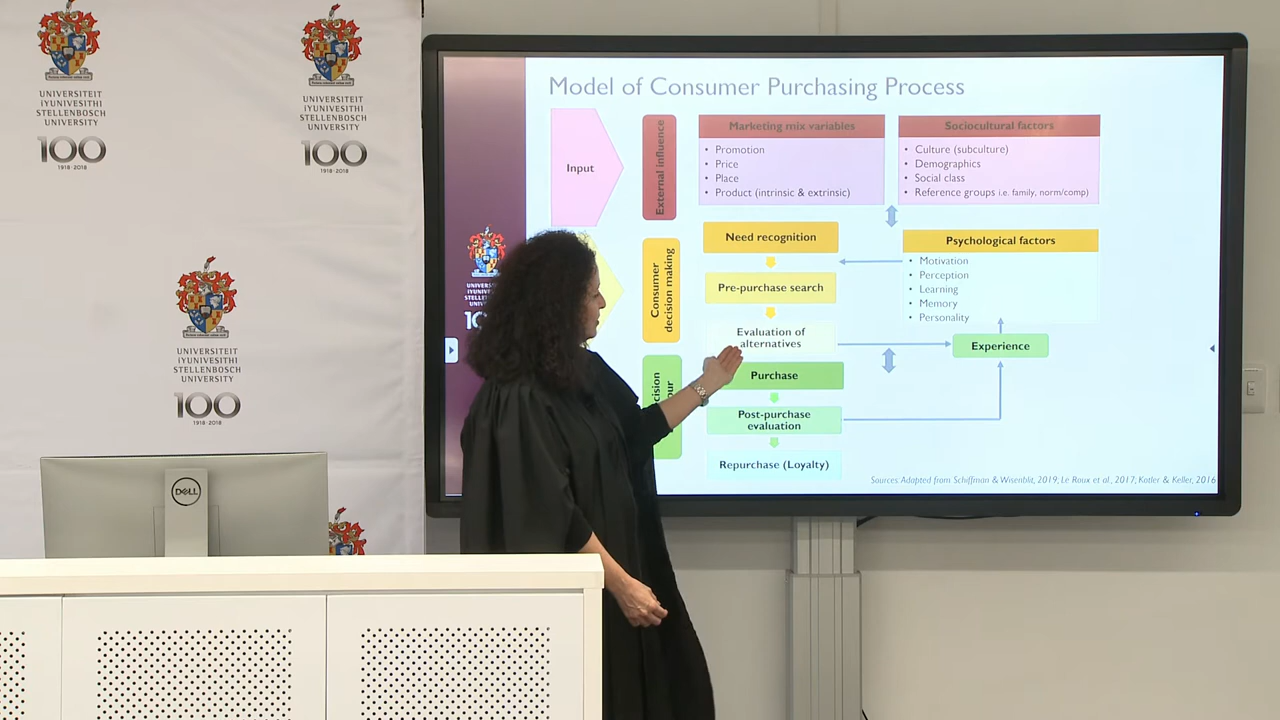 UNIVERSITEIT
IYUNIVESITHI
STELLENBOSCH
UNIVERSITY
100
1918·2018
UNIVERSITEIT
IYUNIVESITHI
STELLENBOSCH
UNIVERSITY
100
1918·2018
UNIVERSITEIT
IYUNIVESITHI
STELLENBOSCH
UNIVERSITY
100
1918·2018
DELL
Model of Consumer Purchasing Process
Input
External influence
Marketing mix variables
• Promotion
• Price
• Place
• Product (intrinsic & extrinsic)
Sociocultural factors
• Culture (subculture)
• Demographics
• Social class
• Reference groups i.e. family, norm/comp)
Consumer
decision making
Need recognition
Pre-purchase search
Evaluation of
alternatives
Psychological factors
• Motivation
• Perception
• Learning
• Memory
• Personality
Experience
Purchase
Post-purchase
evaluation
Repurchase (Loyalty)
Sources: Adapted from Schiffman & Wisenblit, 2019; Le Roux et al., 2017; Kotler & Keller, 2016